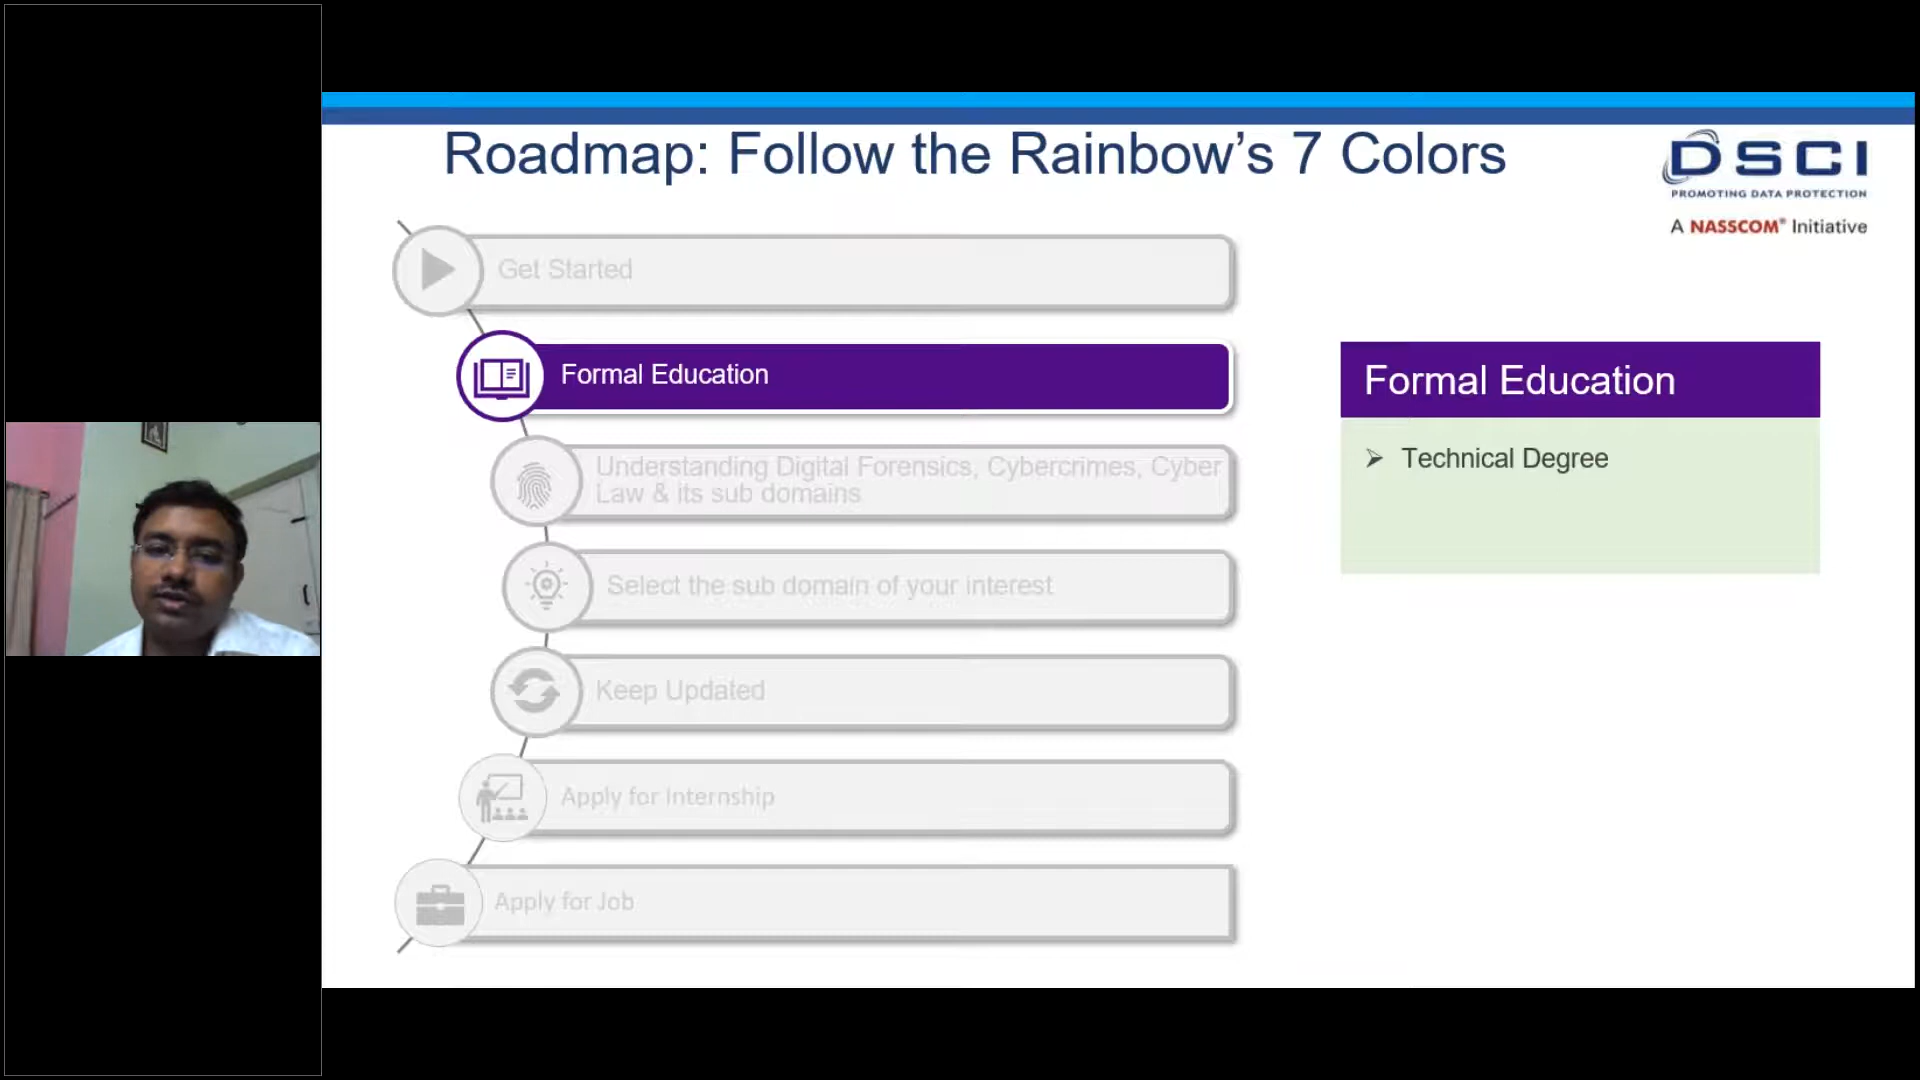 Roadmap: Follow the Rainbow’s 7 Colors
DSCI
PROMOTING DATA PROTECTION
A NASSCOM® Initiative
Get Started
Formal Education
Understanding Digital Forensics, Cybercrimes, Cyber
Law & its sub domains
Select the sub domain of your interest
Keep Updated
Apply for Internship
Apply for Job
Formal Education
Technical Degree